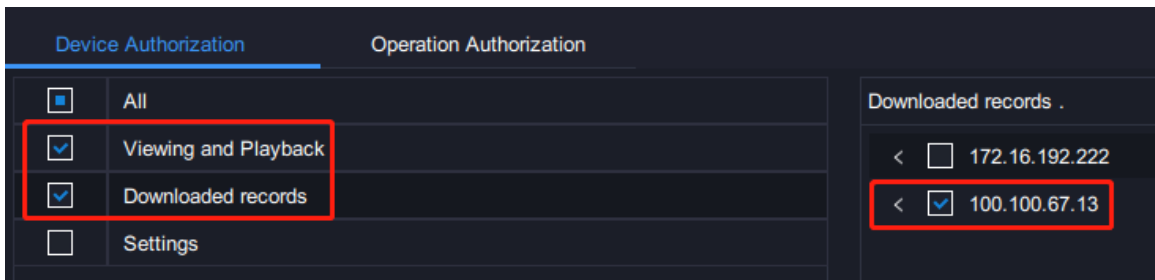 Device Authorization
Operation Authorization
All
Viewing and Playback
Downloaded records
Settings
Downloaded records .
< 172.16.192.222
< 100.100.67.13